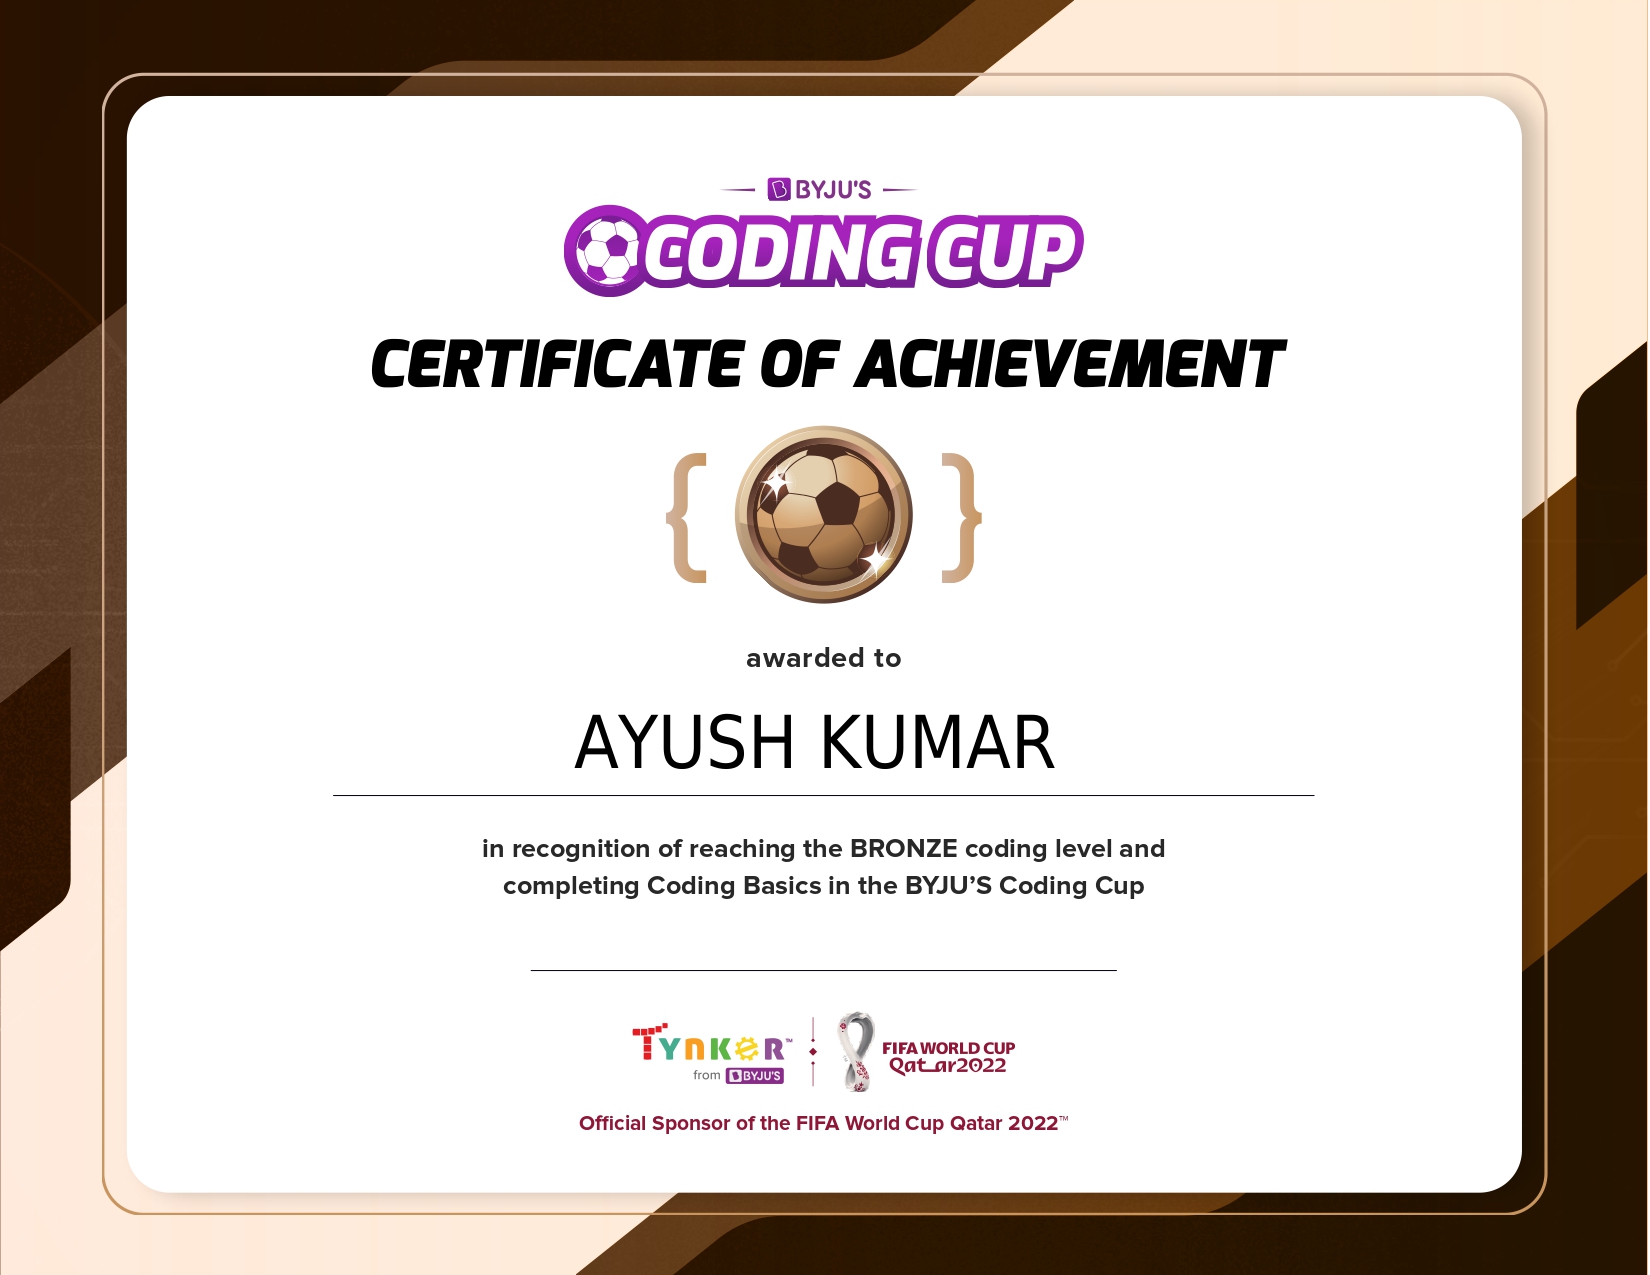 BYJU'S
CODING CUP
CERTIFICATE OF ACHIEVEMENT
{ }
awarded to
AYUSH KUMAR
in recognition of reaching the BRONZE coding level and
completing Coding Basics in the BYJU’S Coding Cup
TYNKER™
from BYJU'S
FIFA WORLD CUP
Qatar2022
Official Sponsor of the FIFA World Cup Qatar 2022™